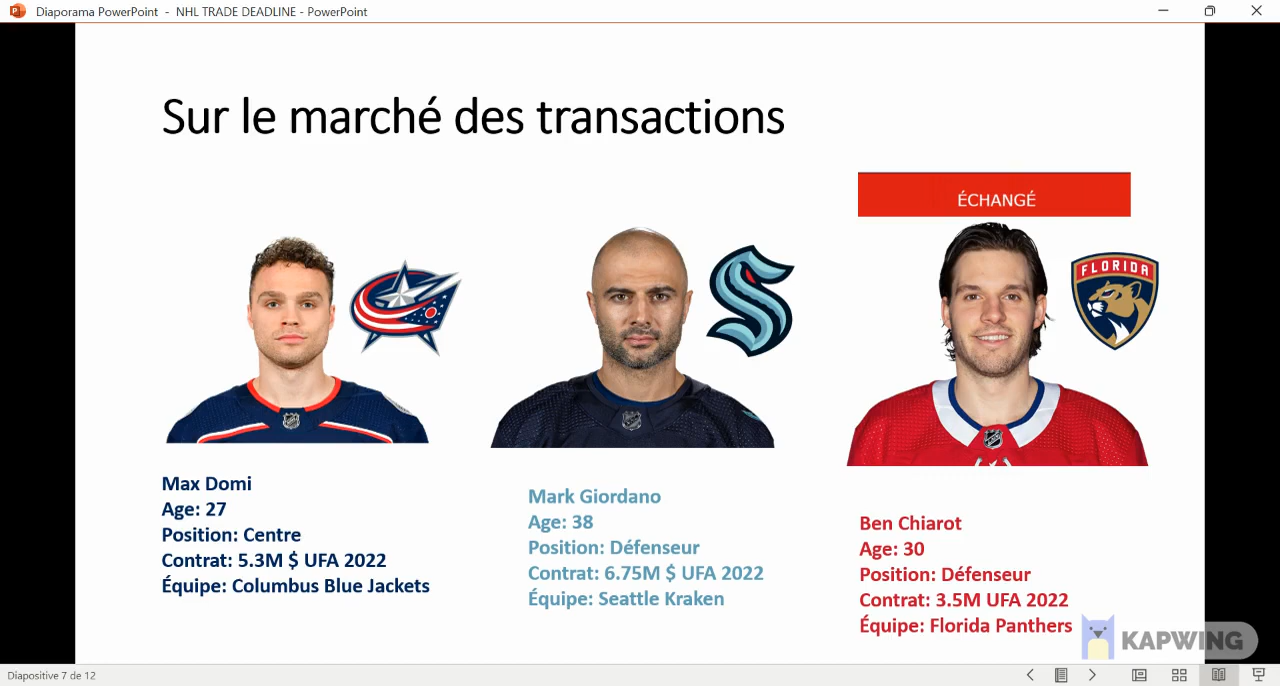 Diaporama PowerPoint - NHL TRADE DEADLINE - PowerPoint
Sur le marché des transactions
ÉCHANGÉ
FLORIDA
Max Domi
Age: 27
Position: Centre
Contrat: 5.3M $ UFA 2022
Équipe: Columbus Blue Jackets
Mark Giordano
Age: 38
Position: Défenseur
Contrat: 6.75M $ UFA 2022
Équipe: Seattle Kraken
Ben Chiarot
Age: 30
Position: Défenseur
Contrat: 3.5M UFA 2022
Équipe: Florida Panthers
KAPWING
Diapositive 7 de 12